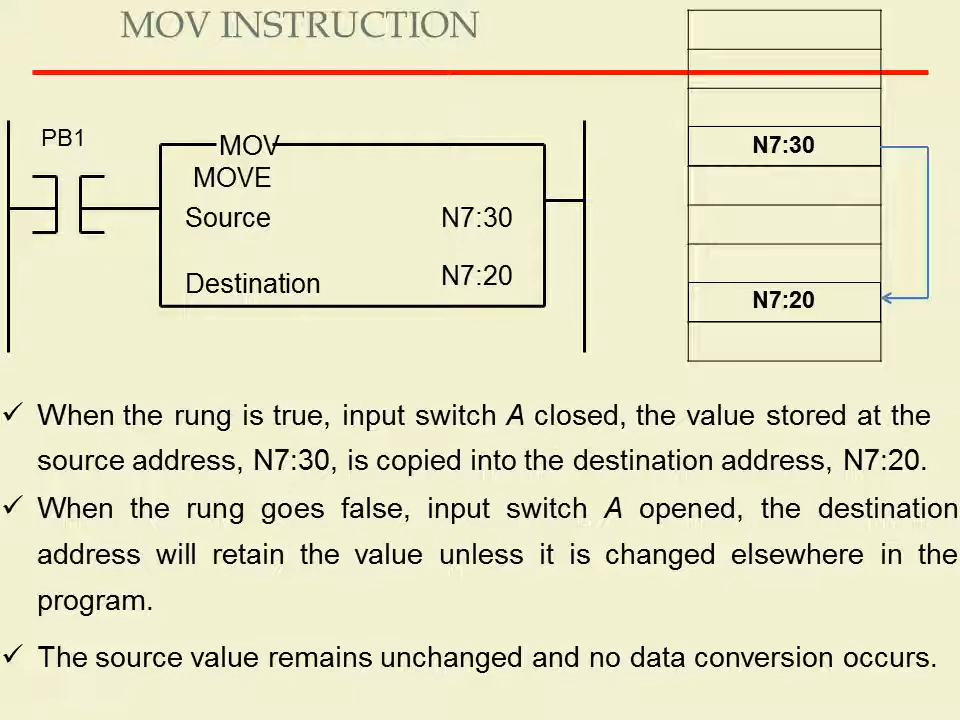 MOV INSTRUCTION
PB1
MOV
MOVE
Source N7:30
Destination N7:20
N7:30
N7:20
✓ When the rung is true, input switch A closed, the value stored at the
source address, N7:30, is copied into the destination address, N7:20.
✓ When the rung goes false, input switch A opened, the destination
address will retain the value unless it is changed elsewhere in the
program.
✓ The source value remains unchanged and no data conversion occurs.